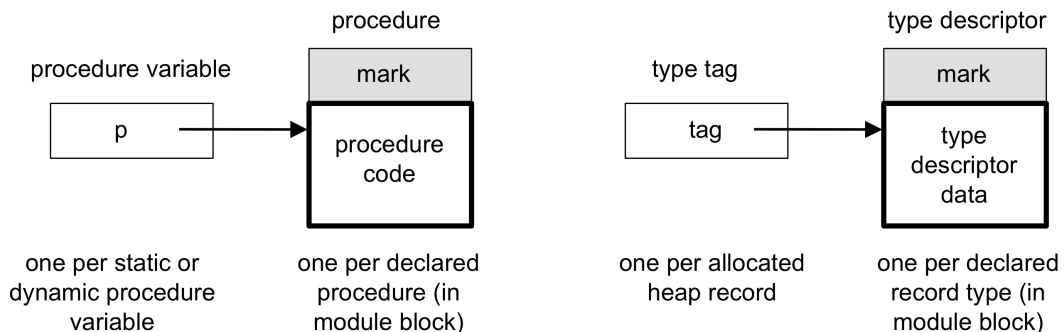 procedure
type descriptor
procedure variable
mark
type tag
mark
p
procedure
code
tag
type
descriptor
data
one per static or
dynamic procedure
variable
one per declared
procedure (in
module block)
one per allocated
heap record
one per declared
record type (in
module block)